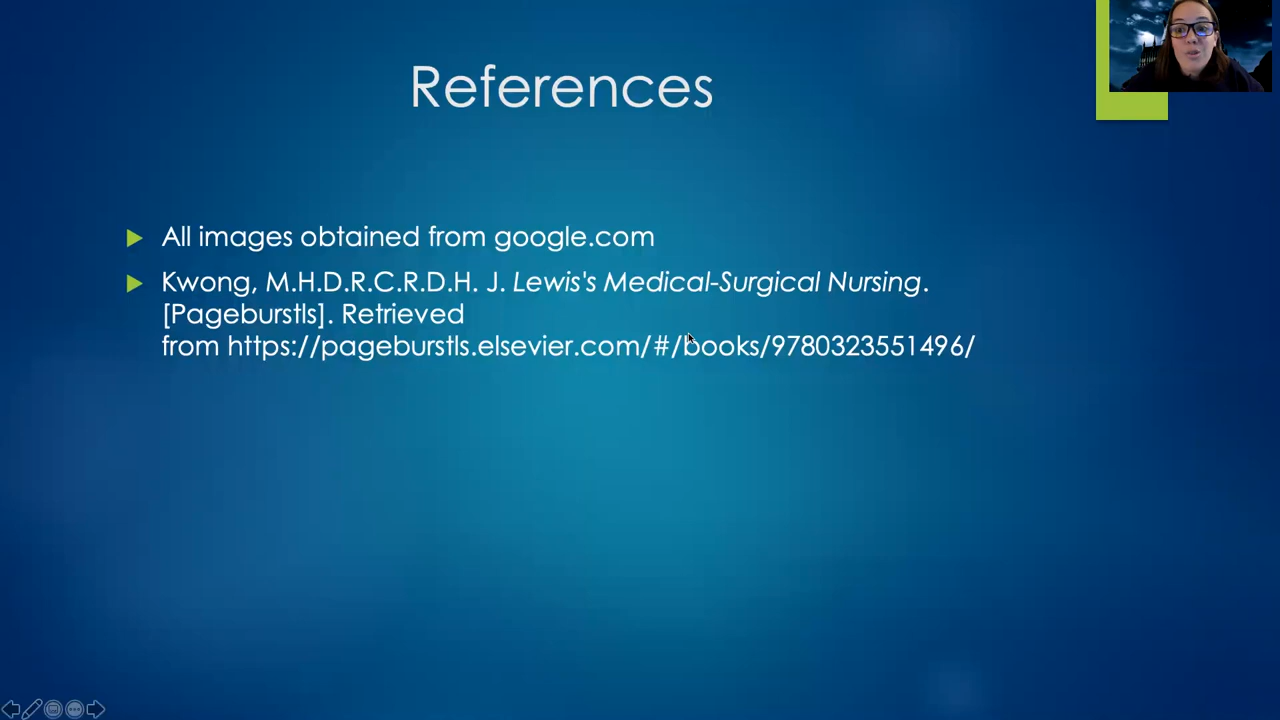 References
All images obtained from google.com
Kwong, M.H.D.R.C.R.D.H. J. Lewis's Medical-Surgical Nursing.
[Pageburstls]. Retrieved
from https://pageburstls.elsevier.com/#/books/9780323551496/